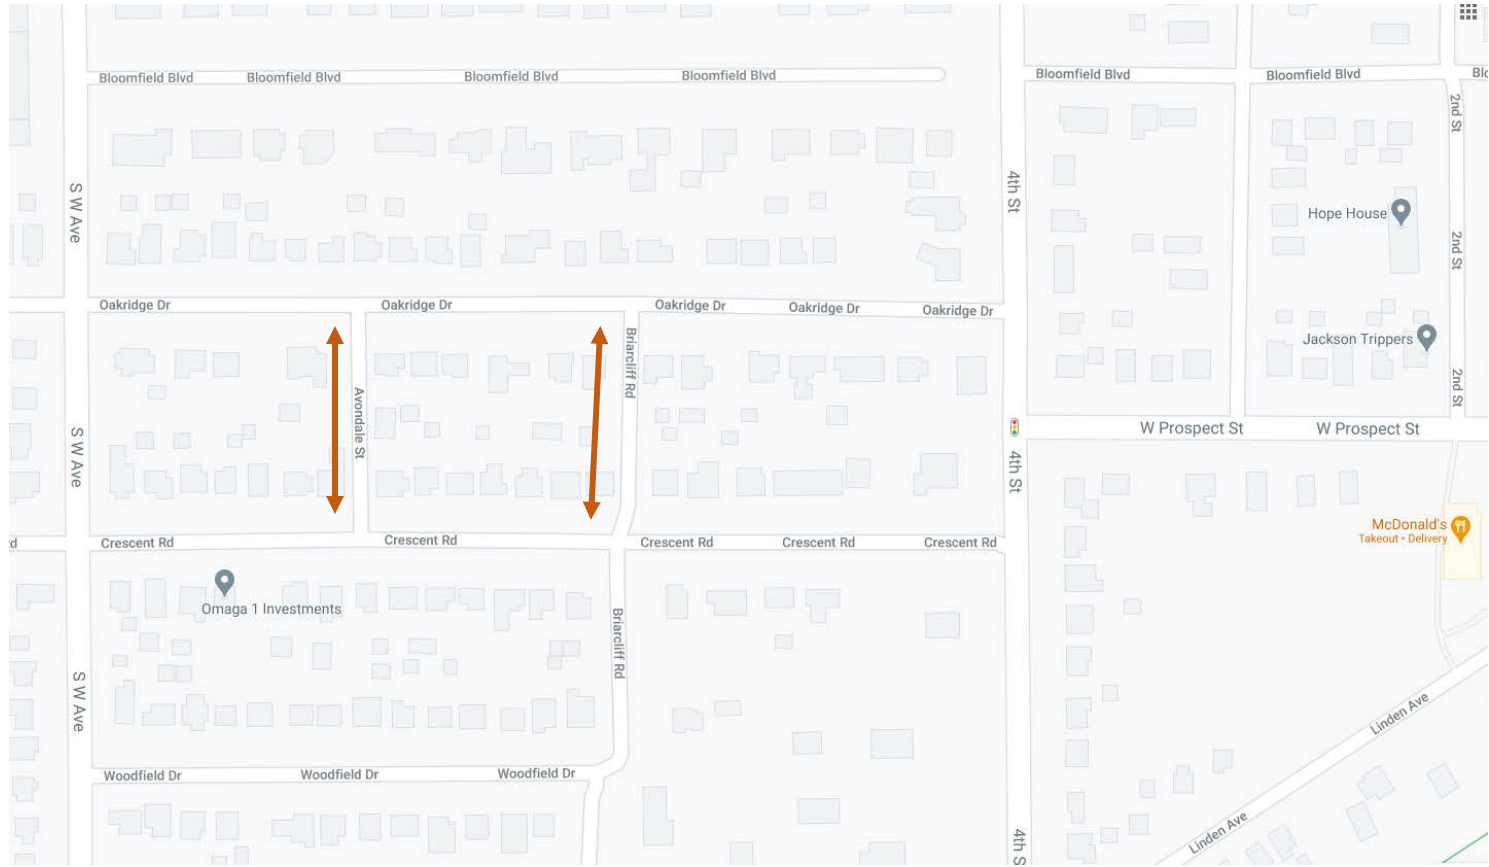 Bloomfield Blvd
Bloomfield Blvd
Bloomfield Blvd
Bloomfield Blvd
Bloomfield Blvd
Bloomfield Blvd
Blo
2nd St
4th St
S W Ave
Hope House
2nd St
Oakridge Dr
Oakridge Dr
Oakridge Dr
Oakridge Dr
Oakridge Dr
Briarcliff Rd
Jackson Trippers
2nd St
Avondale St
S W Ave
W Prospect St
W Prospect St
4th St
McDonald's
Takeout • Delivery
d
Crescent Rd
Crescent Rd
Crescent Rd
Crescent Rd
Crescent Rd
Omaga 1 Investments
Briarcliff Rd
S W Ave
Linden Ave
Woodfield Dr
Woodfield Dr
Woodfield Dr
Linden Ave
4th S